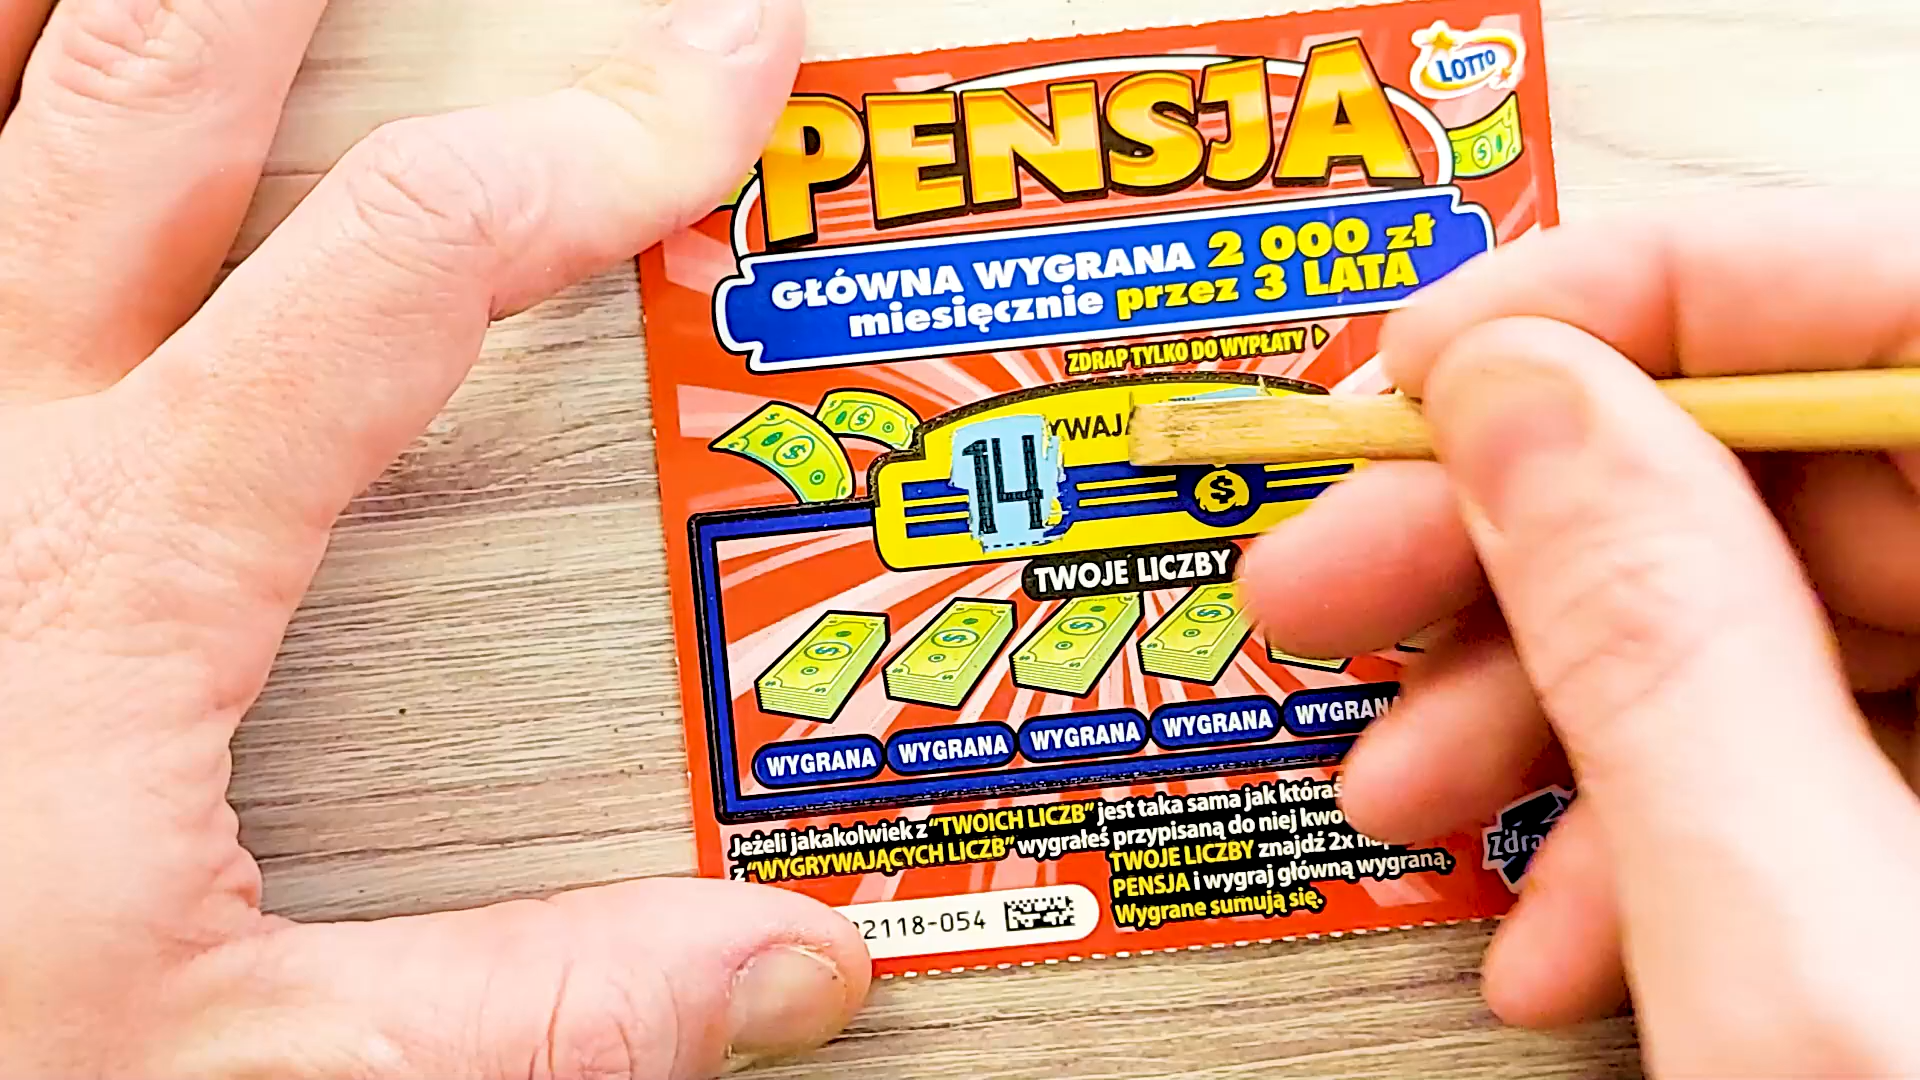 LOTTO
PENSJA
GŁÓWNA WYGRANA 2 000 zł
miesięcznie przez 3 LATA
ZDRAP TYLKO DO WYPŁATY
14
TWOJE LICZBY
WYGRANA WYGRANA WYGRANA WYGRANA WYGRANA
Jeżeli jakakolwiek z "TWOICH LICZB" jest taka sama jak któraś
z "WYGRYWAJĄCYCH LICZB" wygrałeś przypisaną do niej
TWOJE LICZBY znajdź 2x
PENSJA i wygraj główną wygraną.
Wygrane sumują się.
2118-054